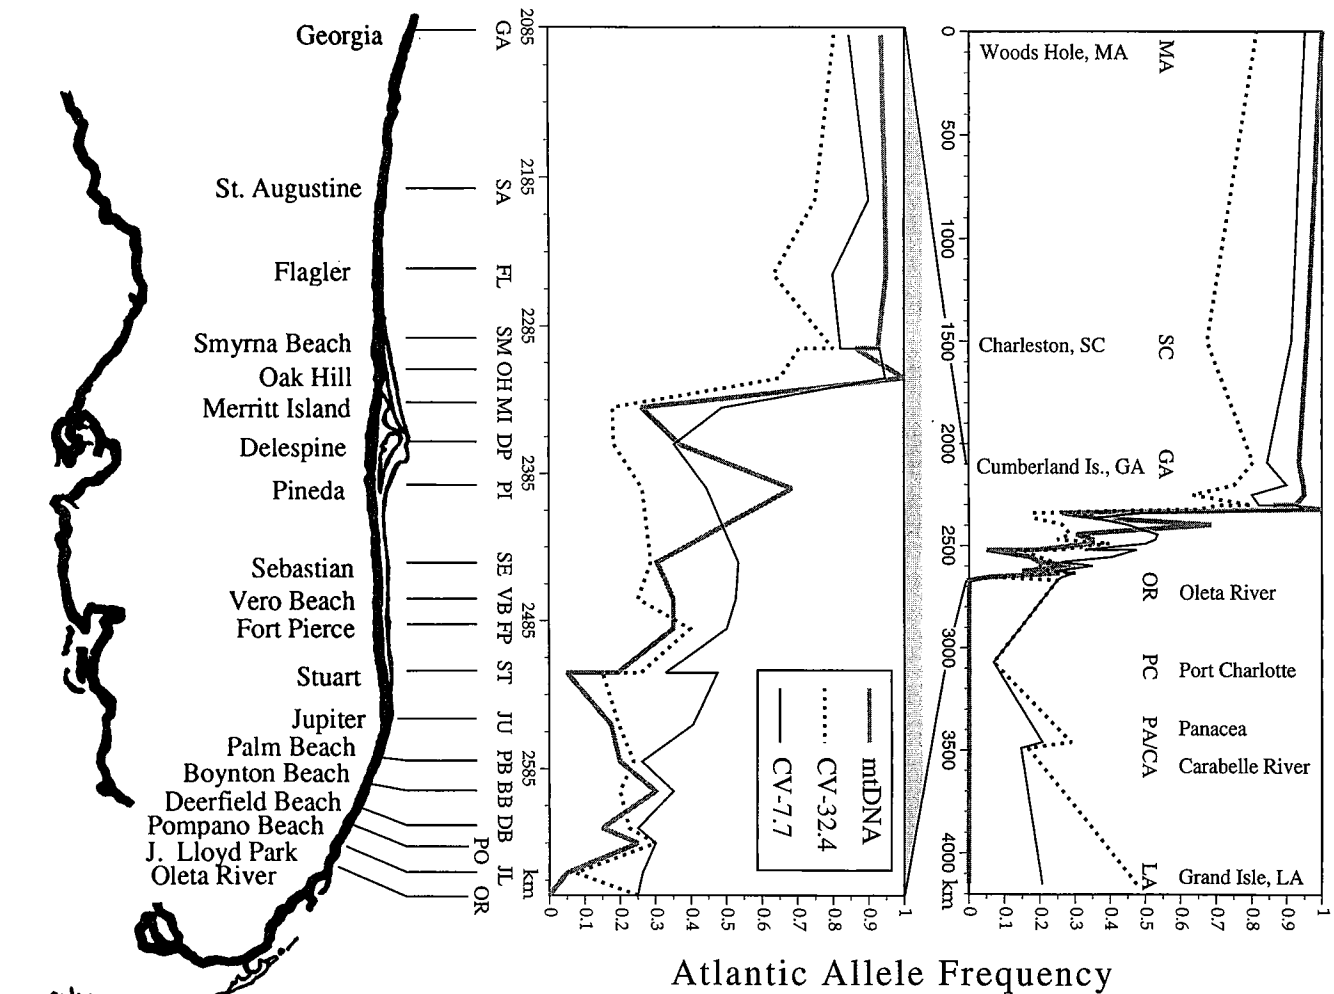 Georgia
St. Augustine
Flagler
Smyrna Beach
Oak Hill
Merritt Island
Delespine
Pineda
Sebastian
Vero Beach
Fort Pierce
Stuart
Jupiter
Palm Beach
Boynton Beach
Deerfield Beach
Pompano Beach
J. Lloyd Park
Oleta River
GA
SA
FL
SM
OH
MI
DP
PI
SE
VB
FP
ST
JU
PB
BB
DB
PO
JL
OR
2085
2185
2285
2385
2485
2585
km
0 0.1 0.2 0.3 0.4 0.5 0.6 0.7 0.8 0.9 1
mtDNA
CV-32.4
CV-7.7
0
500
1000
1500
2000
2500
3000
3500
4000 km
Woods Hole, MA
Charleston, SC
Cumberland Is., GA
Oleta River
Port Charlotte
Panacea
Carabelle River
Grand Isle, LA
MA
SC
GA
OR
PC
PA/CA
LA
0 0.1 0.2 0.3 0.4 0.5 0.6 0.7 0.8 0.9 1
Atlantic Allele Frequency